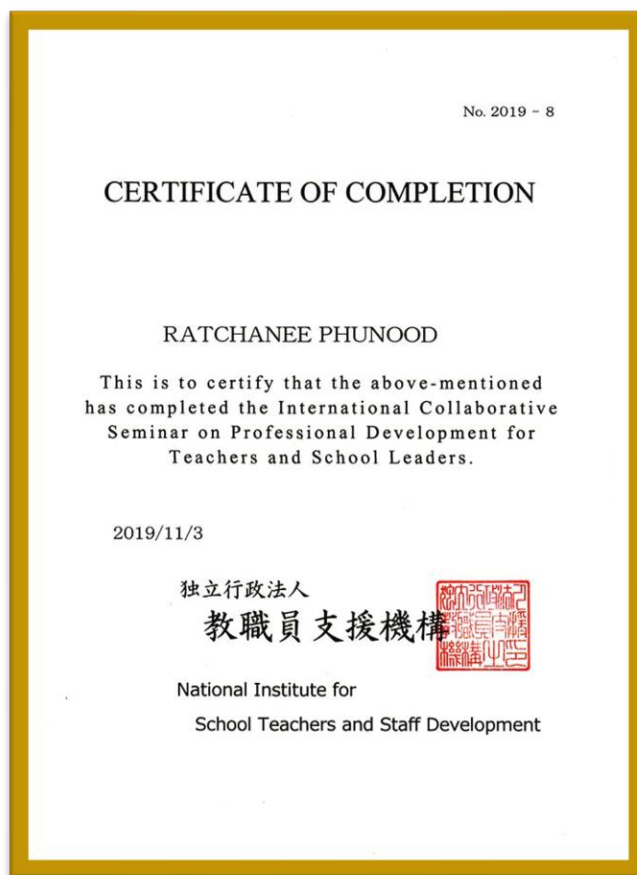 No. 2019 - 8
CERTIFICATE OF COMPLETION
RATCHANEE PHUNOOD
This is to certify that the above-mentioned
has completed the International Collaborative
Seminar on Professional Development for
Teachers and School Leaders.
2019/11/3
独立行政法人
教職員支援機構
National Institute for
School Teachers and Staff Development